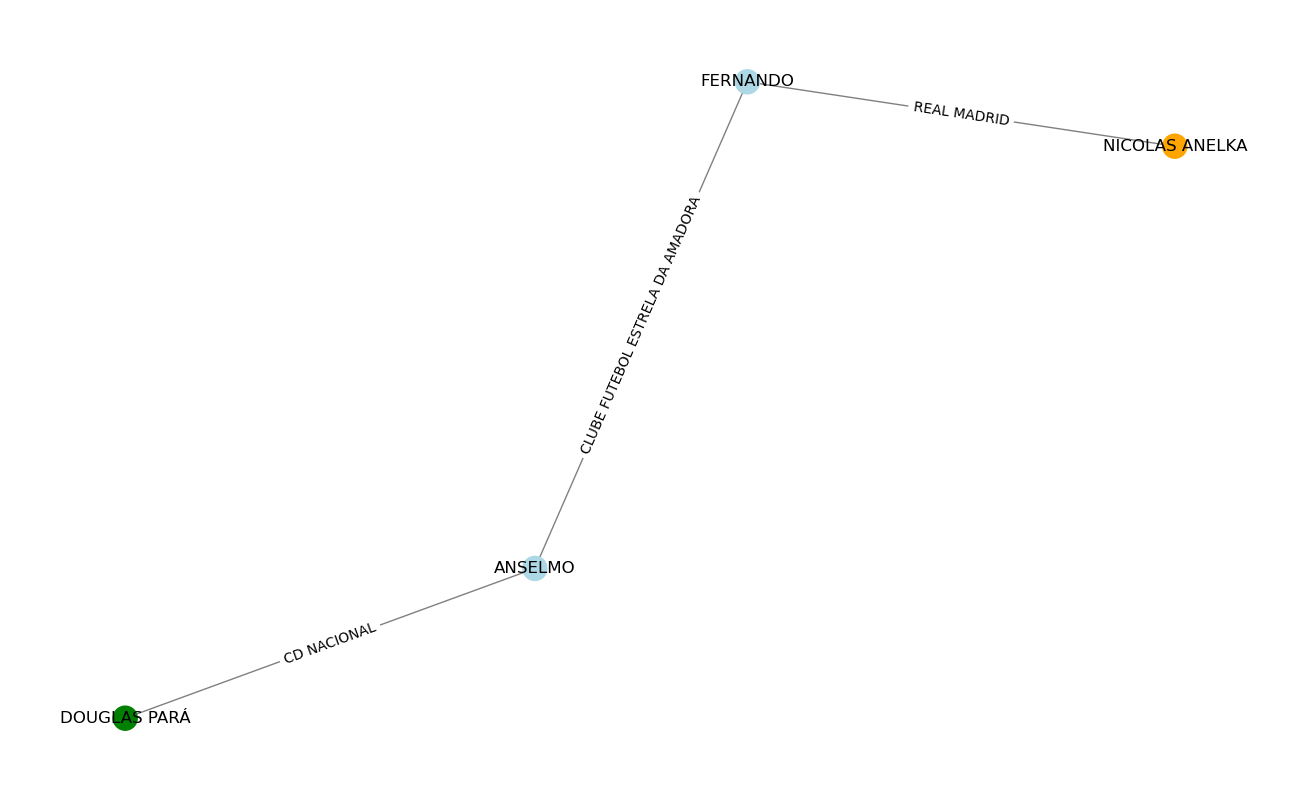 FERNANDO
REAL MADRID
NICOLAS ANELKA
CLUBE FUTEBOL ESTRELA DA AMADORA
ANSELMO
CD NACIONAL
DOUGLAS PARÁ